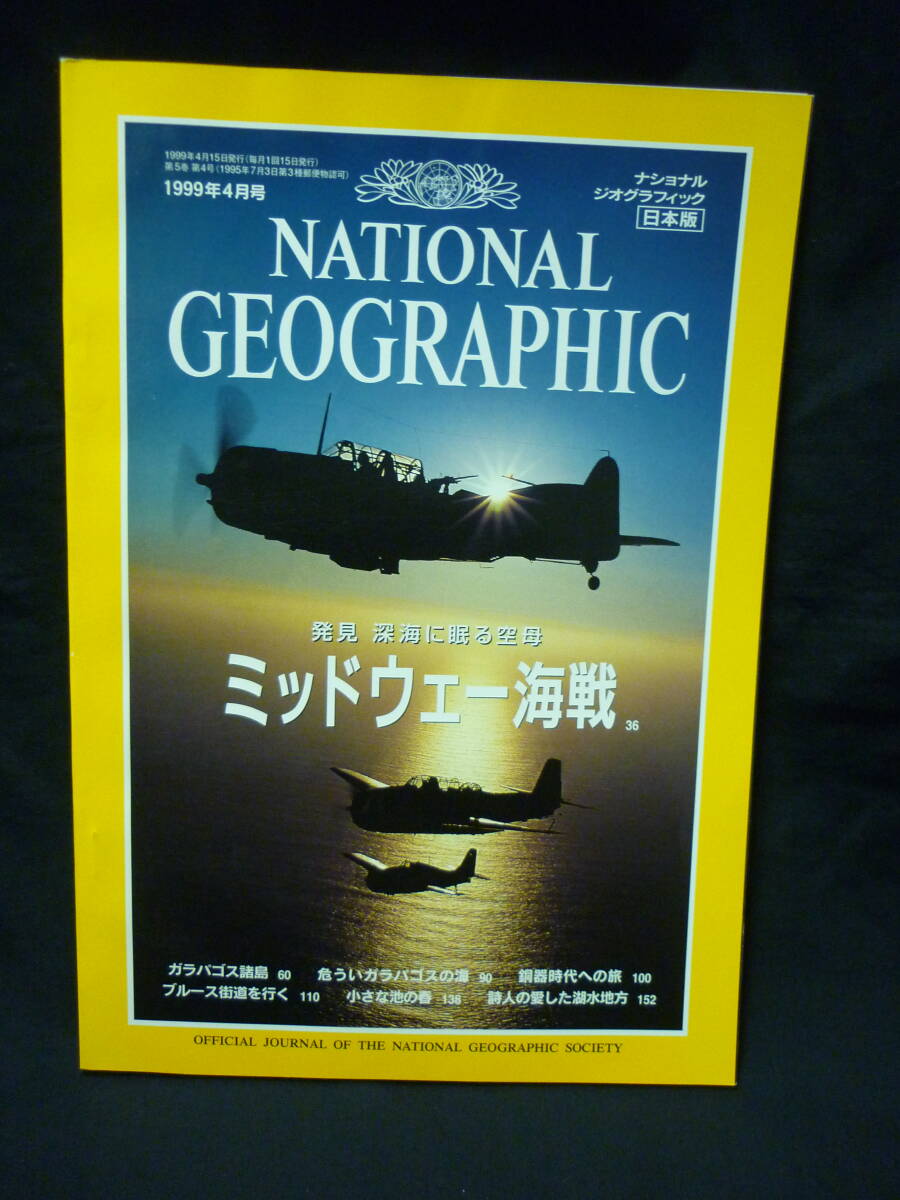 1999年4月15日発行(毎月1回15日発行)
第5巻 第4号(1995年7月3日第3種郵便物認可)
1999年4月号
ナショナル
ジオグラフィック
日本版
NATIONAL
GEOGRAPHIC
発見 深海に眠る空母
ミッドウェー海戦 36
ガラパゴス諸島 60 危ういガラパゴスの海 90 銅器時代への旅 100
ブルース街道を行く 110 小さな池の春 138 詩人の愛した湖水地方 152
OFFICIAL JOURNAL OF THE NATIONAL GEOGRAPHIC SOCIETY